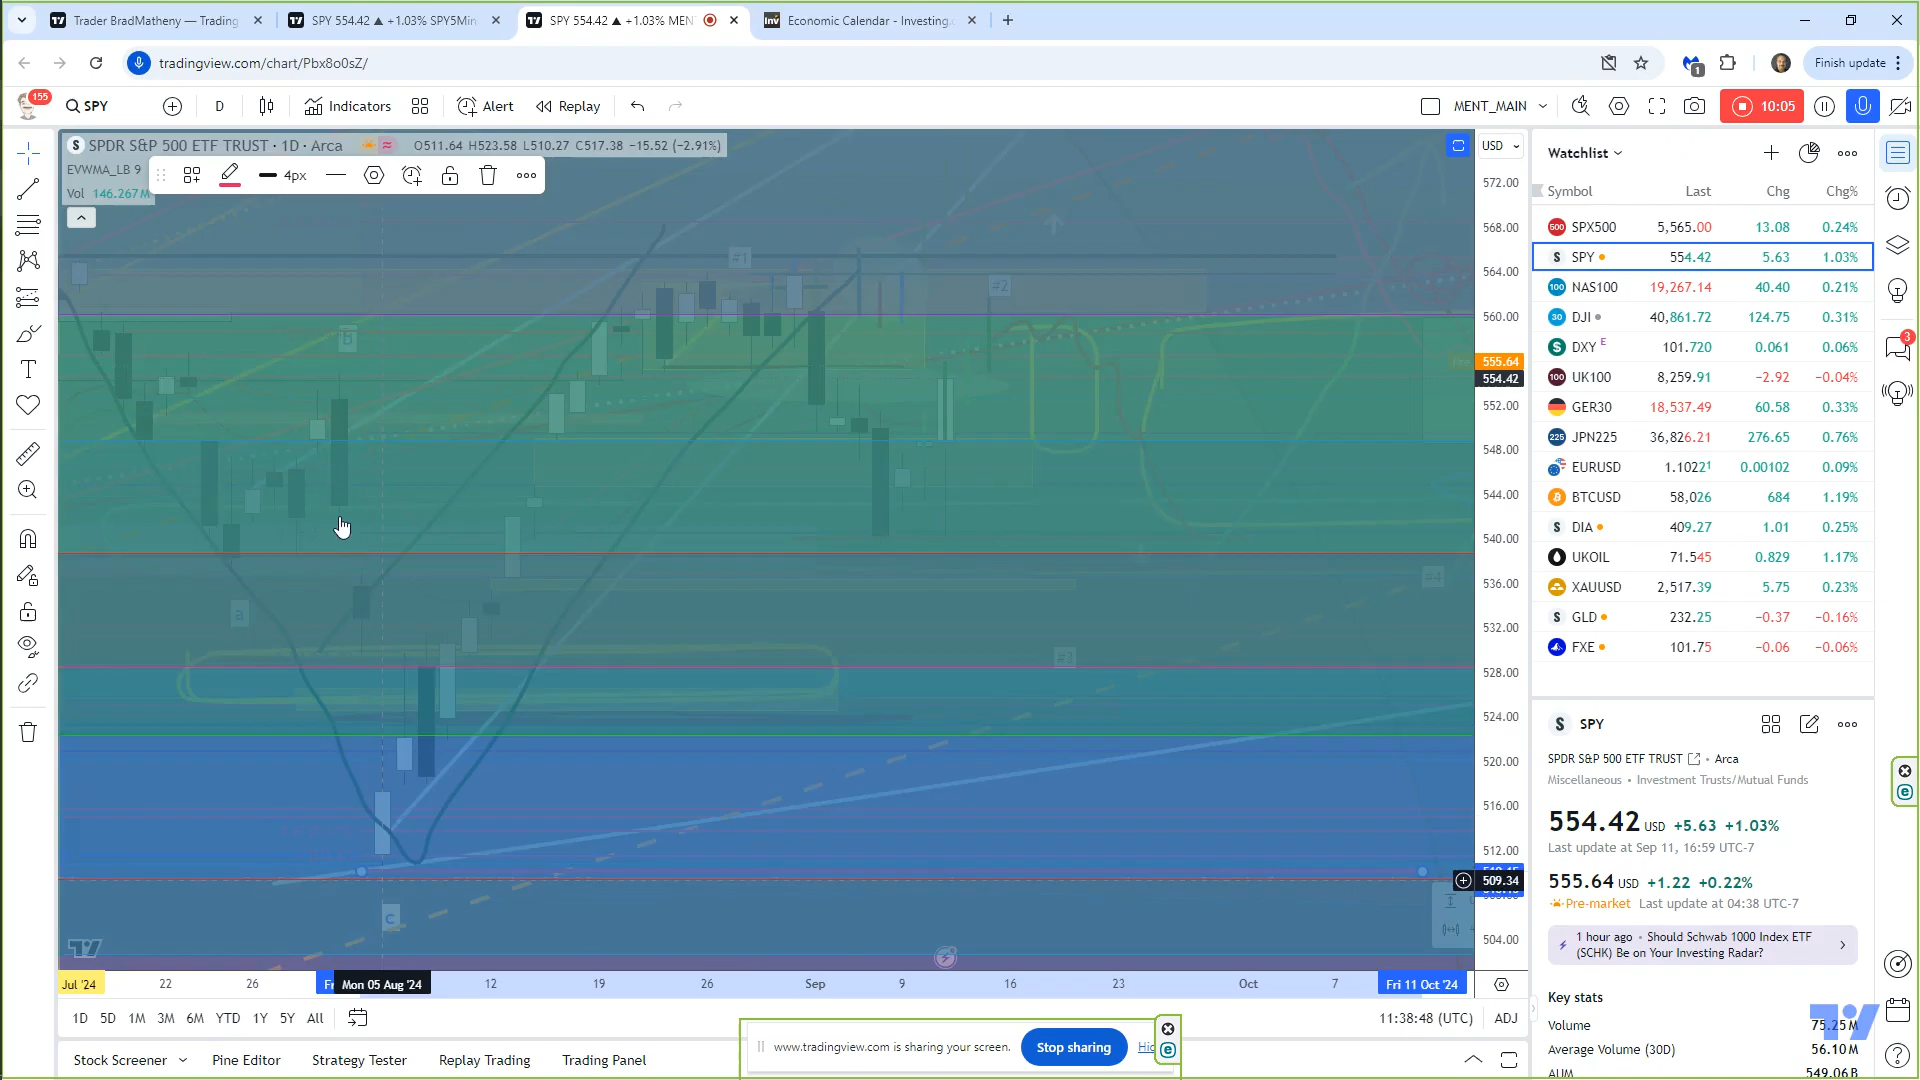 Trader BradMatheny — Trading
SPY 554.42 ▲ +1.03% SPY5Min
SPY 554.42 ▲ +1.03% MEN
Economic Calendar - Investing.c
tradingview.com/chart/Pbx8o0sZ/
1
Finish update
155
SPY
D
Indicators
Alert
Replay
MENT_MAIN
10:05
SPDR S&P 500 ETF TRUST · 1D · Arca
O511.64 H523.58 L510.27 C517.38 −15.52 (−2.91%)
EVWMA_LB 9
4px
Vol 146.267M
USD
572.00
568.00
564.00
560.00
555.64
554.42
552.00
548.00
544.00
540.00
536.00
532.00
528.00
524.00
520.00
516.00
512.00
509.34
504.00
#1
#2
b
a
#3
#4
c
Jul '24
22
26
Fr
Mon 05 Aug '24
12
19
26
Sep
9
16
23
Oct
7
Fri 11 Oct '24
1D 5D 1M 3M 6M YTD 1Y 5Y All
11:38:48 (UTC)
ADJ
Stock Screener
Pine Editor
Strategy Tester
Replay Trading
Trading Panel
www.tradingview.com is sharing your screen.
Stop sharing
Hid
Watchlist
Symbol Last Chg Chg%
SPX500 5,565.00 13.08 0.24%
SPY 554.42 5.63 1.03%
NAS100 19,267.14 40.40 0.21%
DJI 40,861.72 124.75 0.31%
DXY E 101.720 0.061 0.06%
UK100 8,259.91 −2.92 −0.04%
GER30 18,537.49 60.58 0.33%
JPN225 36,826.21 276.65 0.76%
EURUSD 1.10221 0.00102 0.09%
BTCUSD 58,026 684 1.19%
DIA 409.27 1.01 0.25%
UKOIL 71.545 0.829 1.17%
XAUUSD 2,517.39 5.75 0.23%
GLD 232.25 −0.37 −0.16%
FXE 101.75 −0.06 −0.06%
3
SPY
SPDR S&P 500 ETF TRUST · Arca
Miscellaneous • Investment Trusts/Mutual Funds
554.42 USD +5.63 +1.03%
Last update at Sep 11, 16:59 UTC-7
555.64 USD +1.22 +0.22%
Pre-market Last update at 04:38 UTC-7
1 hour ago • Should Schwab 1000 Index ETF
(SCHK) Be on Your Investing Radar?
Key stats
Volume 75.25M
Average Volume (30D) 56.10M
AUM 549.06B